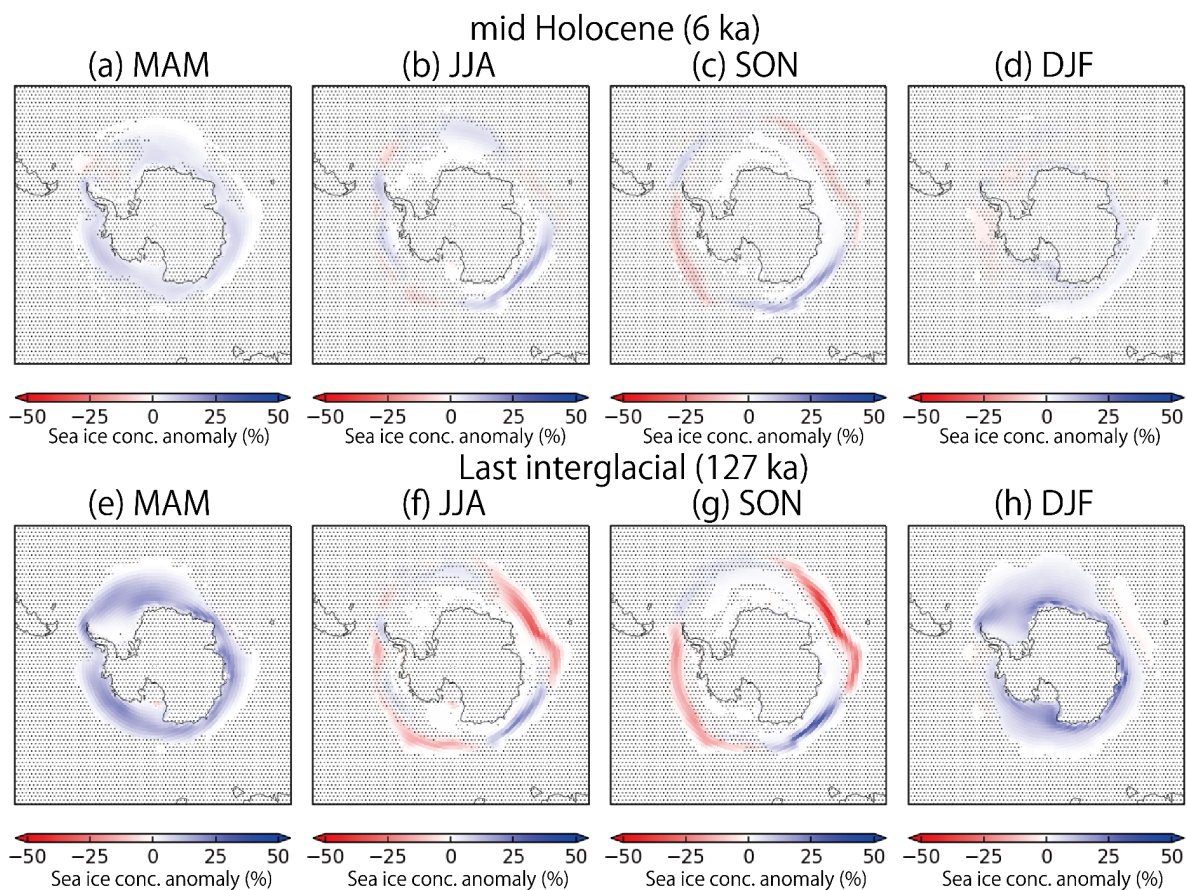 mid Holocene (6 ka)
(a) MAM (b) JJA (c) SON (d) DJF
−50 −25 0 25 50 −50 −25 0 25 50 −50 −25 0 25 50 −50 −25 0 25 50
Sea ice conc. anomaly (%) Sea ice conc. anomaly (%) Sea ice conc. anomaly (%) Sea ice conc. anomaly (%)
Last interglacial (127 ka)
(e) MAM (f) JJA (g) SON (h) DJF
−50 −25 0 25 50 −50 −25 0 25 50 −50 −25 0 25 50 −50 −25 0 25 50
Sea ice conc. anomaly (%) Sea ice conc. anomaly (%) Sea ice conc. anomaly (%) Sea ice conc. anomaly (%)